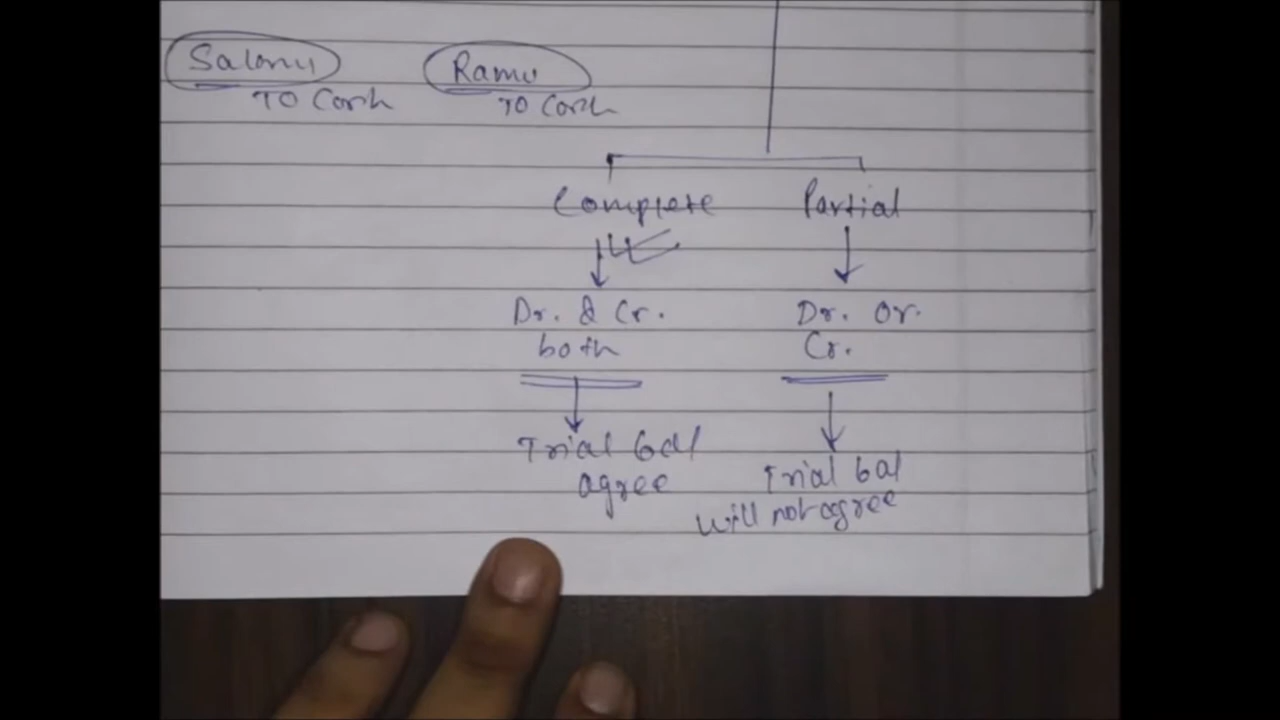 Salary Ramu
TO Cash TO Cash
Complete Partial
Dr. & Cr. Dr. or.
both Cr.
Trial bal Trial bal
agree will not agree